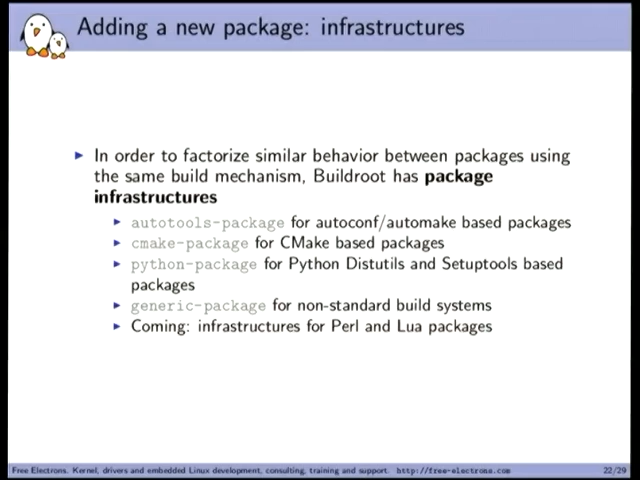 Adding a new package: infrastructures
In order to factorize similar behavior between packages using
the same build mechanism, Buildroot has package
infrastructures
autotools-package for autoconf/automake based packages
cmake-package for CMake based packages
python-package for Python Distutils and Setuptools based
packages
generic-package for non-standard build systems
Coming: infrastructures for Perl and Lua packages
Free Electrons. Kernel, drivers and embedded Linux development, consulting, training and support. http://free-electrons.com 22/29